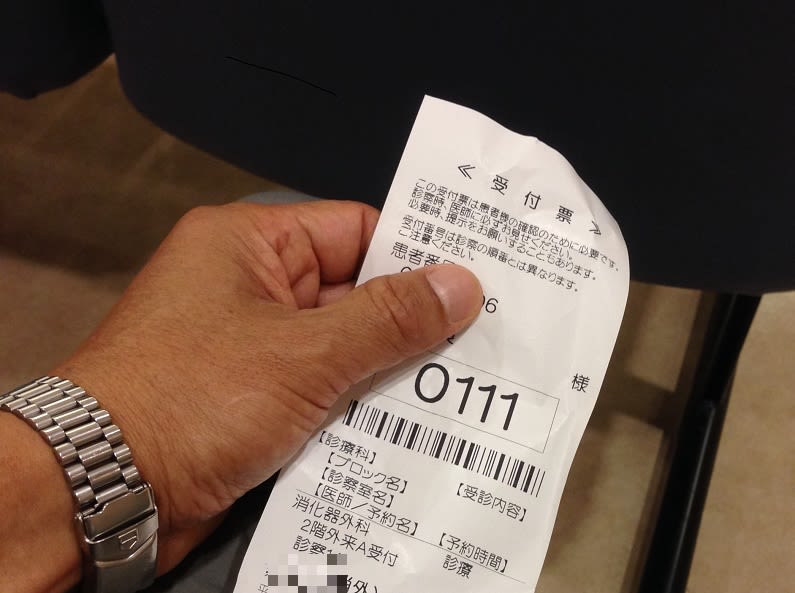 ≪ 受 付 票 ≫
この受付票は患者様の確認のために必要です。
診察時、医師に必ずお見せください。
必要時、提示をお願いすることもあります。
受付番号は診察の順番とは異なります。
ご注意ください。
患者番
06
様
0111
【診療科】
【ブロック名】
【診察室名】 【受診内容】
【医師/予約名】
消化器外科 【予約時間】
2階外来A受付 診療
診察
外)